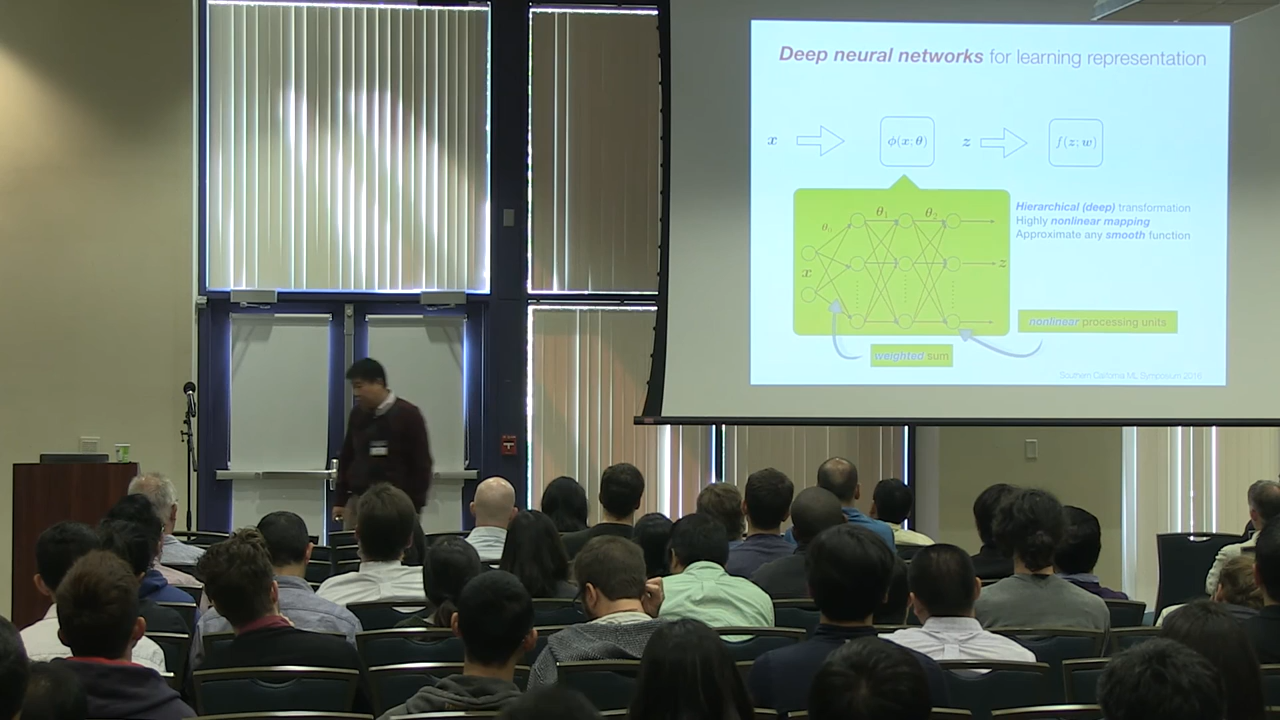 Deep neural networks for learning representation
x
ϕ(x; θ)
z
f(z; w)
θ₀
θ₁
θ₂
x
z
Hierarchical (deep) transformation
Highly nonlinear mapping
Approximate any smooth function
nonlinear processing units
weighted sum
Southern California ML Symposium 2016